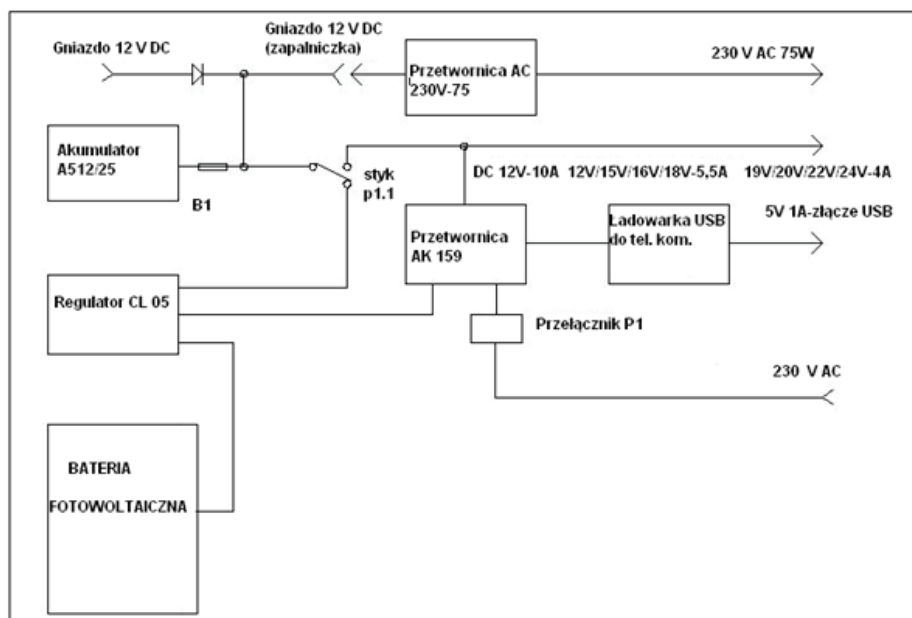 Gniazdo 12 V DC
Gniazdo 12 V DC
(zapalniczka)
Przetwornica AC
230V-75
230 V AC 75W
Akumulator
A512/25
B1
styk
p1.1
DC 12V-10A 12V/15V/16V/18V-5,5A 19V/20V/22V/24V-4A
Przetwornica
AK 159
Ładowarka USB
do tel. kom.
5V 1A-złącze USB
Regulator CL 05
Przełącznik P1
230 V AC
BATERIA
FOTOWOLTAICZNA